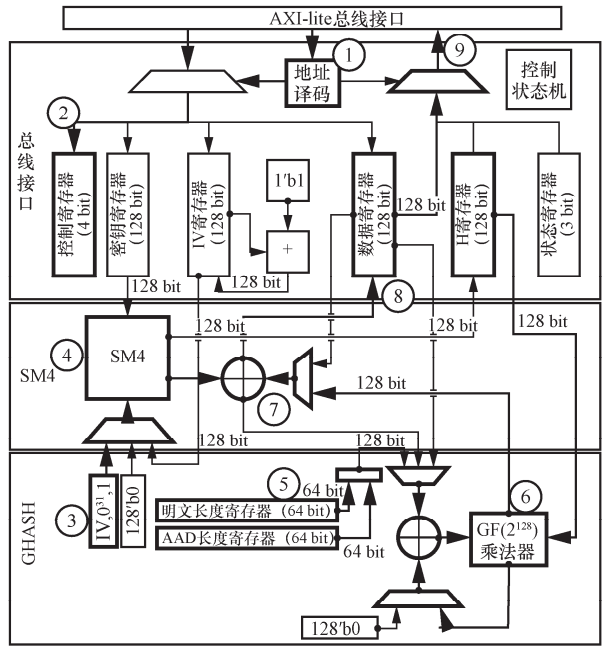 AXI-lite总线接口
①
⑨
地址
译码
控制
状态机
②
总线接口
控制寄存器
(4 bit)
密钥寄存器
(128 bit)
IV寄存器
(128 bit)
1'b1
+
数据寄存器
(128 bit)
128 bit
H寄存器
(128 bit)
状态寄存器
(3 bit)
128 bit
128 bit
⑧
SM4
④
SM4
128 bit
128 bit
128 bit
⑦
128 bit
128 bit
128 bit
GHASH
③
IV,0³¹,1
128'b0
⑤
64 bit
明文长度寄存器 (64 bit)
AAD长度寄存器 (64 bit)
64 bit
⑥
GF(2¹²⁸)
乘法器
128'b0